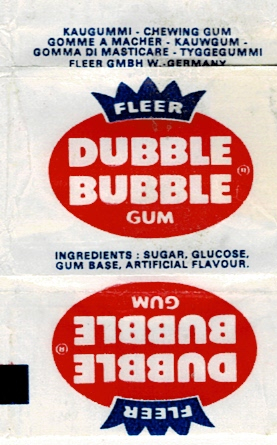 KAUGUMMI - CHEWING GUM
GOMME A MACHER - KAUWGUM -
GOMMA DI MASTICARE - TYGGEGUMMI
FLEER GMBH W.-GERMANY
FLEER
DUBBLE
BUBBLE®
GUM
INGREDIENTS : SUGAR, GLUCOSE,
GUM BASE, ARTIFICIAL FLAVOUR.
FLEER
DUBBLE
BUBBLE®
GUM